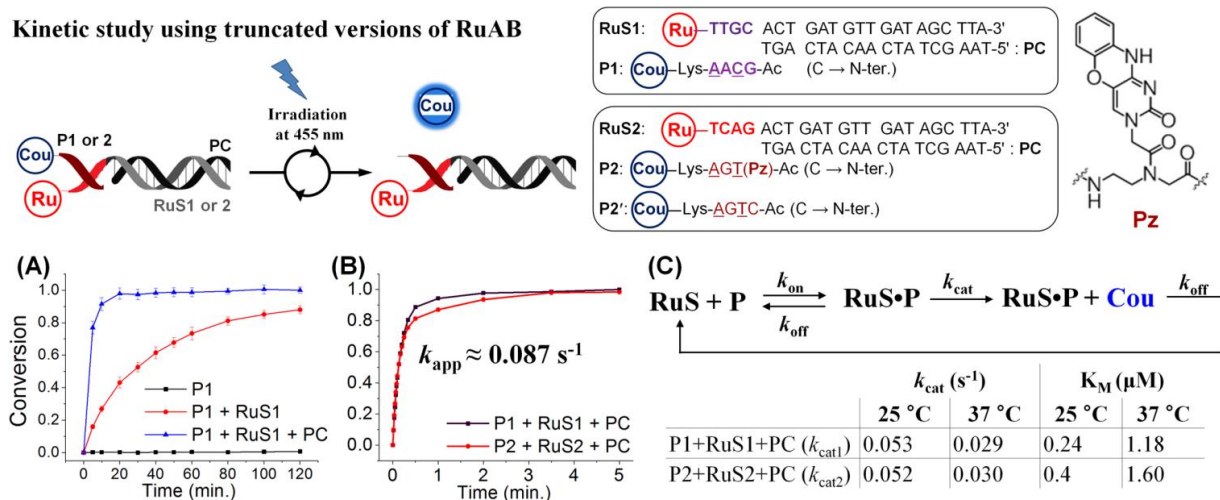 Kinetic study using truncated versions of RuAB
P1 or 2
Cou
Ru
PC
RuS1 or 2
Irradiation
at 455 nm
Cou
Ru
RuS1: Ru-TTGC ACT GAT GTT GAT AGC TTA-3'
TGA CTA CAA CTA TCG AAT-5' : PC
P1: Cou-Lys-AACG-Ac (C → N-ter.)
RuS2: Ru-TCAG ACT GAT GTT GAT AGC TTA-3'
TGA CTA CAA CTA TCG AAT-5' : PC
P2: Cou-Lys-AGT(Pz)-Ac (C → N-ter.)
P2′: Cou-Lys-AGTC-Ac (C → N-ter.)
NH
O
N
N
O
O
N
H
N
O
Pz
(A)
Conversion
1.0
0.8
0.6
0.4
0.2
0.0
P1
P1 + RuS1
P1 + RuS1 + PC
0 20 40 60 80 100 120
Time (min.)
(B)
1.0
0.8
0.6
0.4
0.2
0.0
kapp ≈ 0.087 s-1
P1 + RuS1 + PC
P2 + RuS2 + PC
0 1 2 3 4 5
Time (min.)
(C)
RuS + P kon koff RuS•P kcat RuS•P + Cou koff
kcat (s-1) KM (µM)
25 °C 37 °C 25 °C 37 °C
P1+RuS1+PC (kcat1) 0.053 0.029 0.24 1.18
P2+RuS2+PC (kcat2) 0.052 0.030 0.4 1.60